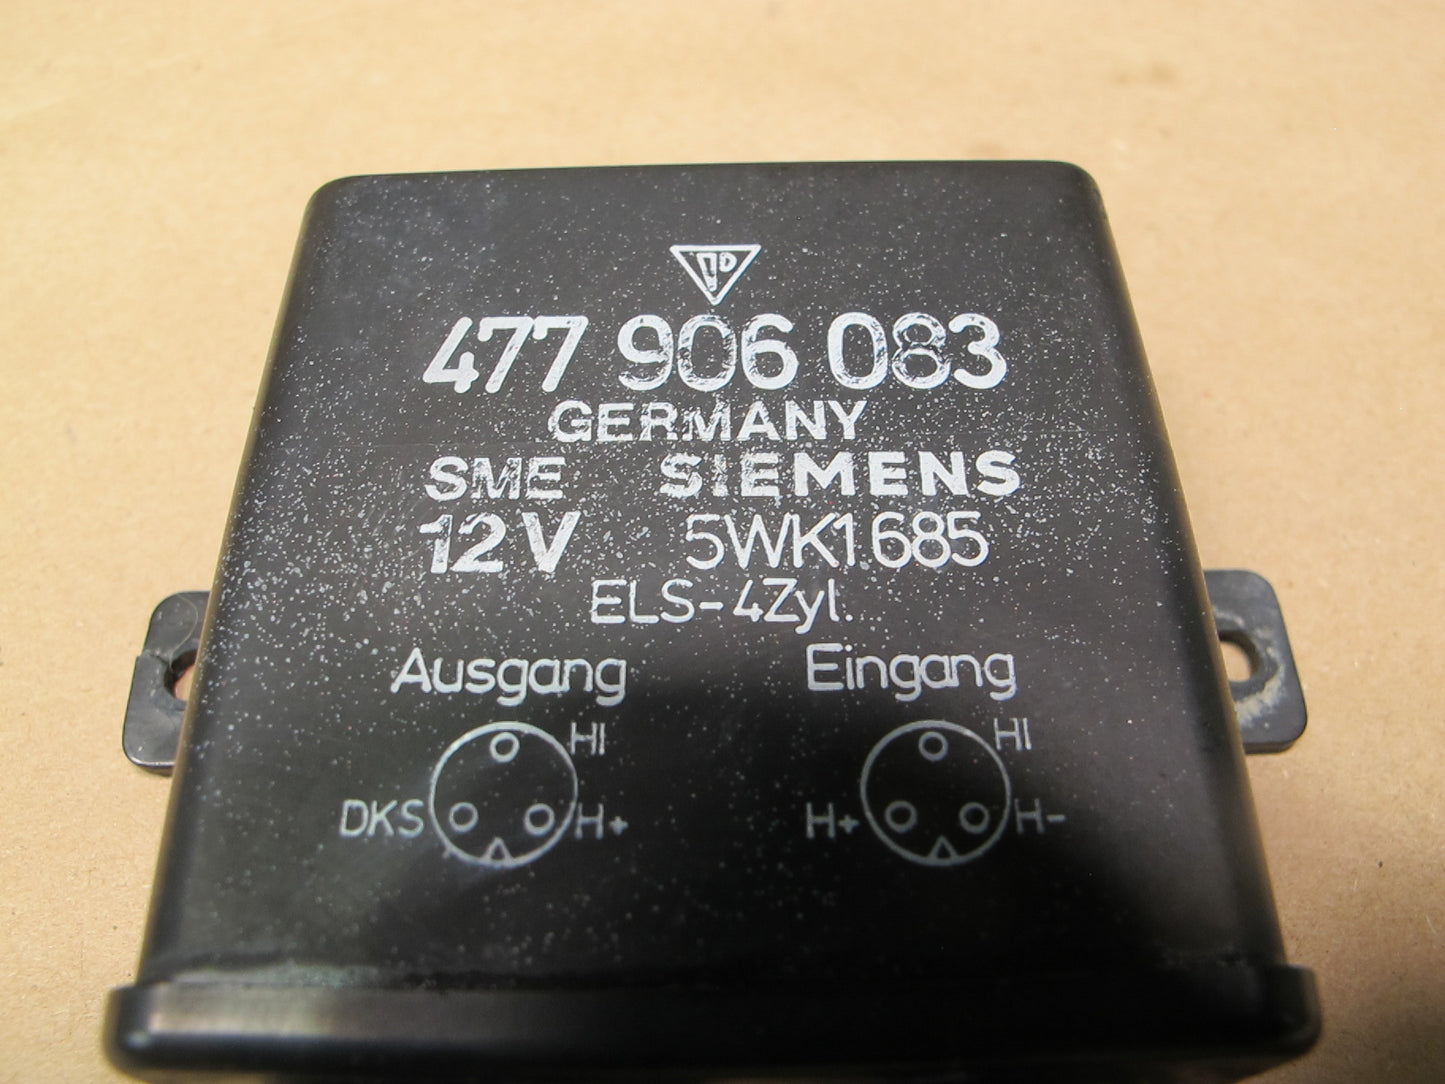 477 906 083
GERMANY
SME SIEMENS
12V 5WK1.685
ELS-4Zyl.
Ausgang Eingang
HI HI
DKS H+ H+ H-